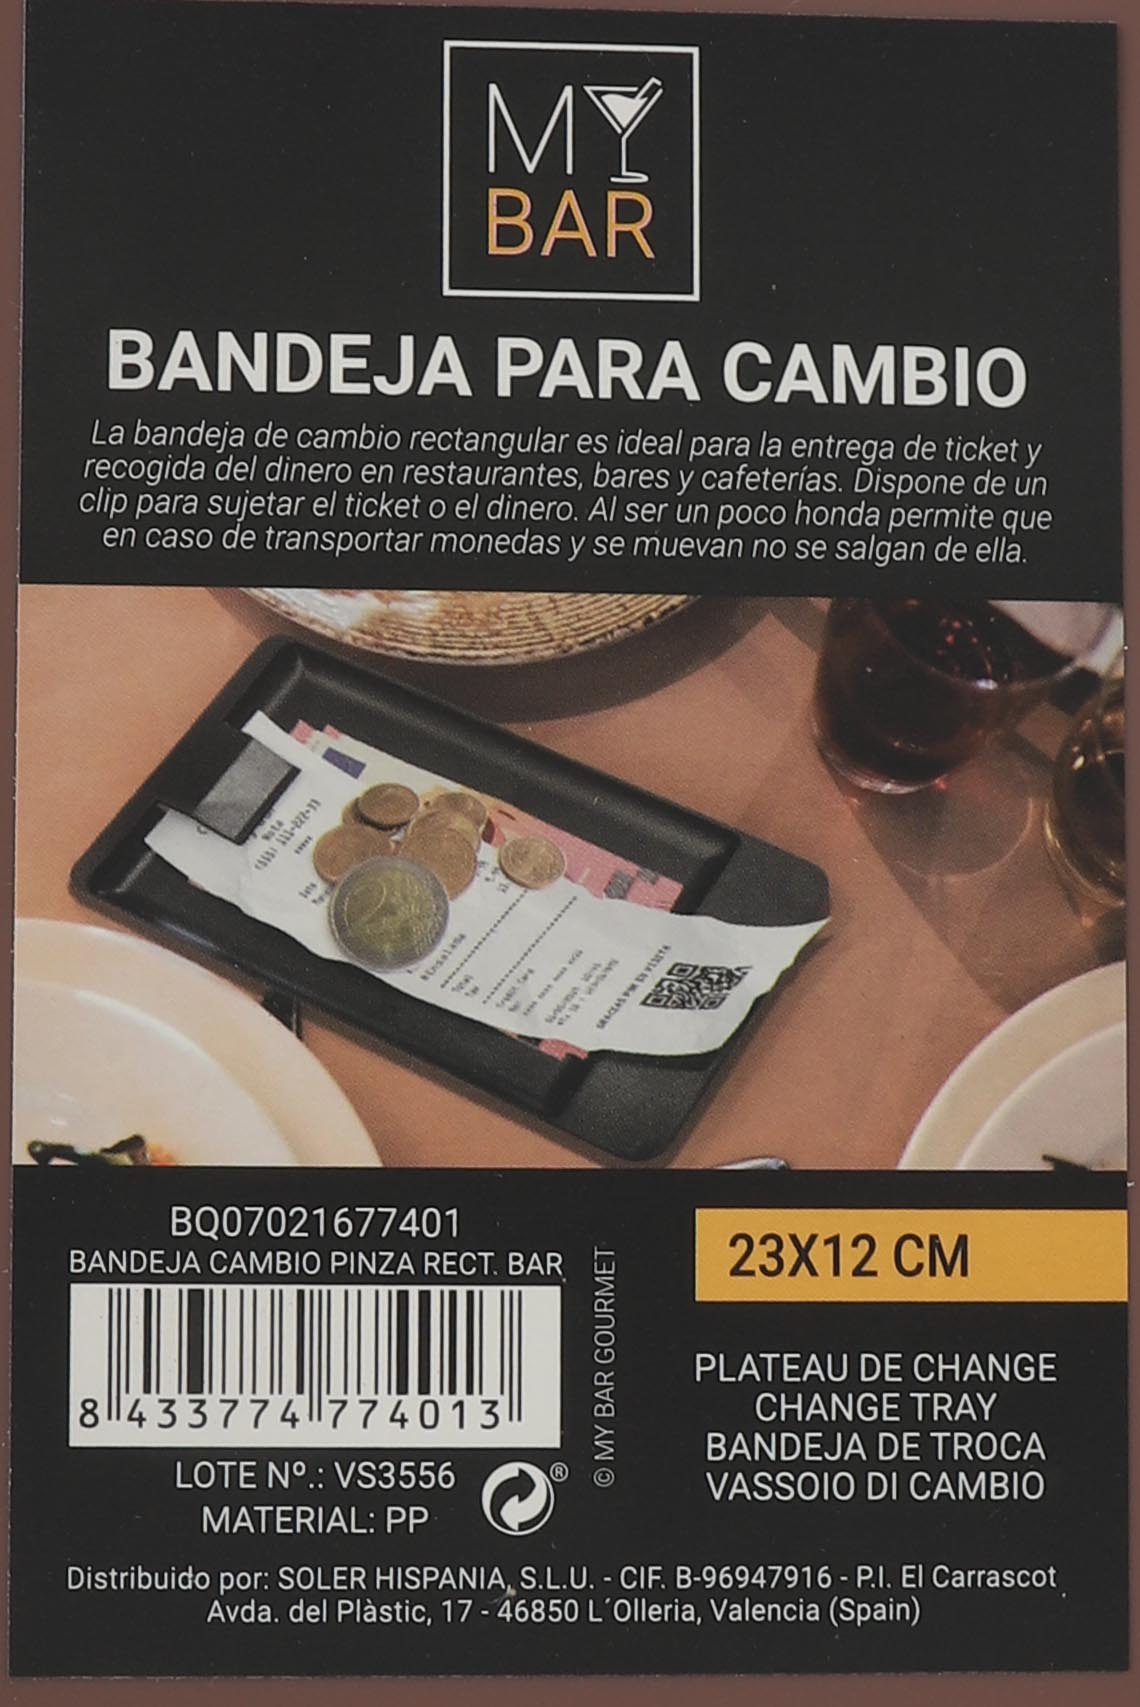 MY
BAR
BANDEJA PARA CAMBIO
La bandeja de cambio rectangular es ideal para la entrega de ticket y
recogida del dinero en restaurantes, bares y cafeterías. Dispone de un
clip para sujetar el ticket o el dinero. Al ser un poco honda permite que
en caso de transportar monedas y se muevan no se salgan de ella.
2
GRACIAS POR SU VISITA
BQ07021677401
BANDEJA CAMBIO PINZA RECT. BAR
8 433774 774013
LOTE Nº.: VS3556
MATERIAL: PP
®
© MY BAR GOURMET
23X12 CM
PLATEAU DE CHANGE
CHANGE TRAY
BANDEJA DE TROCA
VASSOIO DI CAMBIO
Distribuido por: SOLER HISPANIA, S.L.U. - CIF. B-96947916 - P.I. El Carrascot
Avda. del Plàstic, 17 - 46850 L´Olleria, Valencia (Spain)